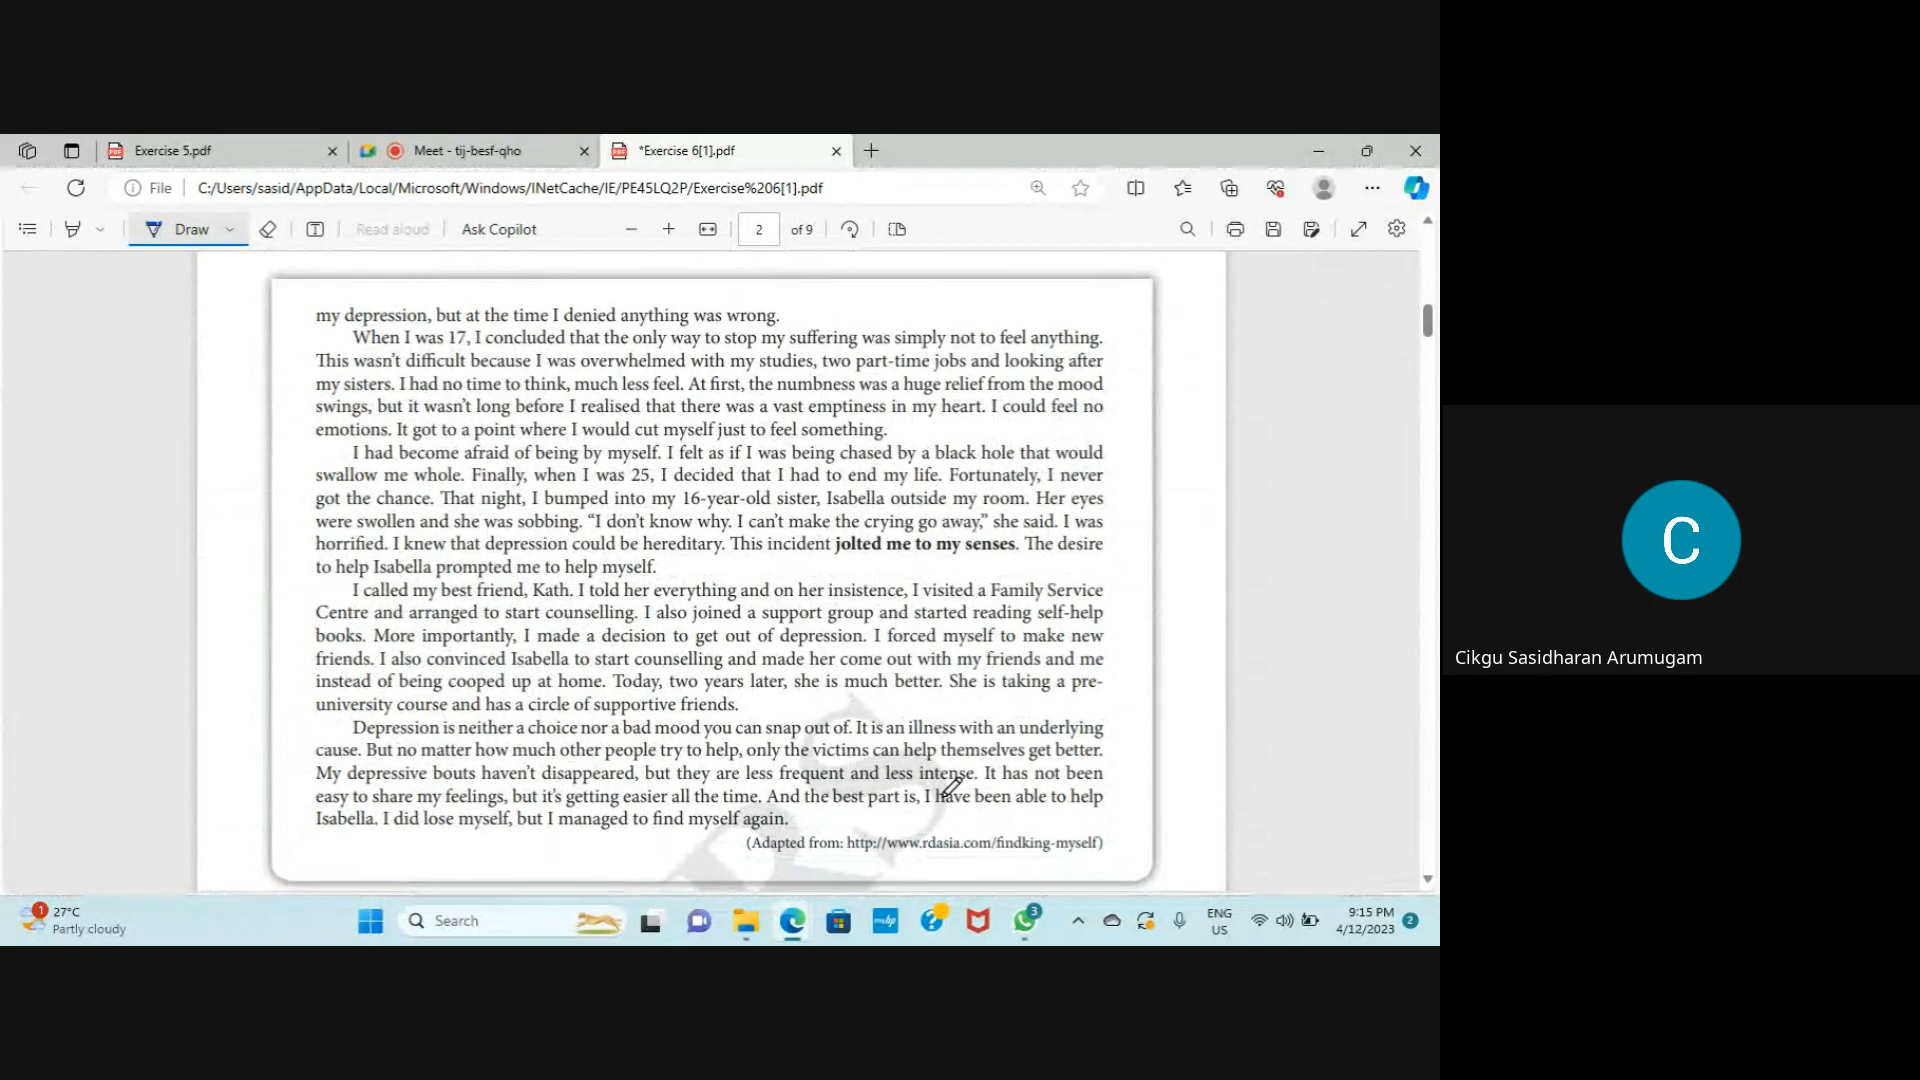 Exercise 5.pdf
Meet - tij-besf-qho
*Exercise 6[1].pdf
File
C:/Users/sasid/AppData/Local/Microsoft/Windows/INetCache/IE/PE45LQ2P/Exercise%206[1].pdf
Draw
Read aloud
Ask Copilot
2
of 9
my depression, but at the time I denied anything was wrong.
When I was 17, I concluded that the only way to stop my suffering was simply not to feel anything.
This wasn't difficult because I was overwhelmed with my studies, two part-time jobs and looking after
my sisters. I had no time to think, much less feel. At first, the numbness was a huge relief from the mood
swings, but it wasn't long before I realised that there was a vast emptiness in my heart. I could feel no
emotions. It got to a point where I would cut myself just to feel something.
I had become afraid of being by myself. I felt as if I was being chased by a black hole that would
swallow me whole. Finally, when I was 25, I decided that I had to end my life. Fortunately, I never
got the chance. That night, I bumped into my 16-year-old sister, Isabella outside my room. Her eyes
were swollen and she was sobbing. “I don't know why. I can't make the crying go away,” she said. I was
horrified. I knew that depression could be hereditary. This incident jolted me to my senses. The desire
to help Isabella prompted me to help myself.
I called my best friend, Kath. I told her everything and on her insistence, I visited a Family Service
Centre and arranged to start counselling. I also joined a support group and started reading self-help
books. More importantly, I made a decision to get out of depression. I forced myself to make new
friends. I also convinced Isabella to start counselling and made her come out with my friends and me
instead of being cooped up at home. Today, two years later, she is much better. She is taking a pre-
university course and has a circle of supportive friends.
Depression is neither a choice nor a bad mood you can snap out of. It is an illness with an underlying
cause. But no matter how much other people try to help, only the victims can help themselves get better.
My depressive bouts haven't disappeared, but they are less frequent and less intense. It has not been
easy to share my feelings, but it's getting easier all the time. And the best part is, I have been able to help
Isabella. I did lose myself, but I managed to find myself again.
(Adapted from: http://www.rdasia.com/findking-myself)
C
Cikgu Sasidharan Arumugam
1
27°C
Partly cloudy
Search
myhp
3
ENG
US
9:15 PM
4/12/2023
2